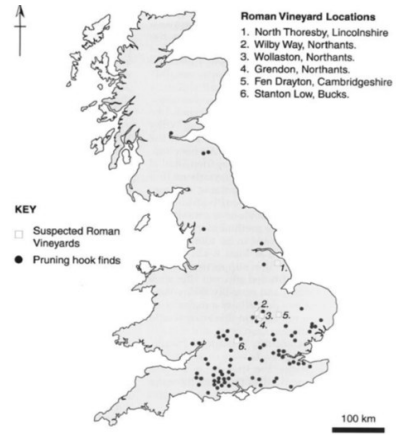 Roman Vineyard Locations
1. North Thoresby, Lincolnshire
2. Wilby Way, Northants.
3. Wollaston, Northants.
4. Grendon, Northants.
5. Fen Drayton, Cambridgeshire
6. Stanton Low, Bucks.
KEY
Suspected Roman
Vineyards
Pruning hook finds
1.
2.
3. 5.
4.
6.
100 km